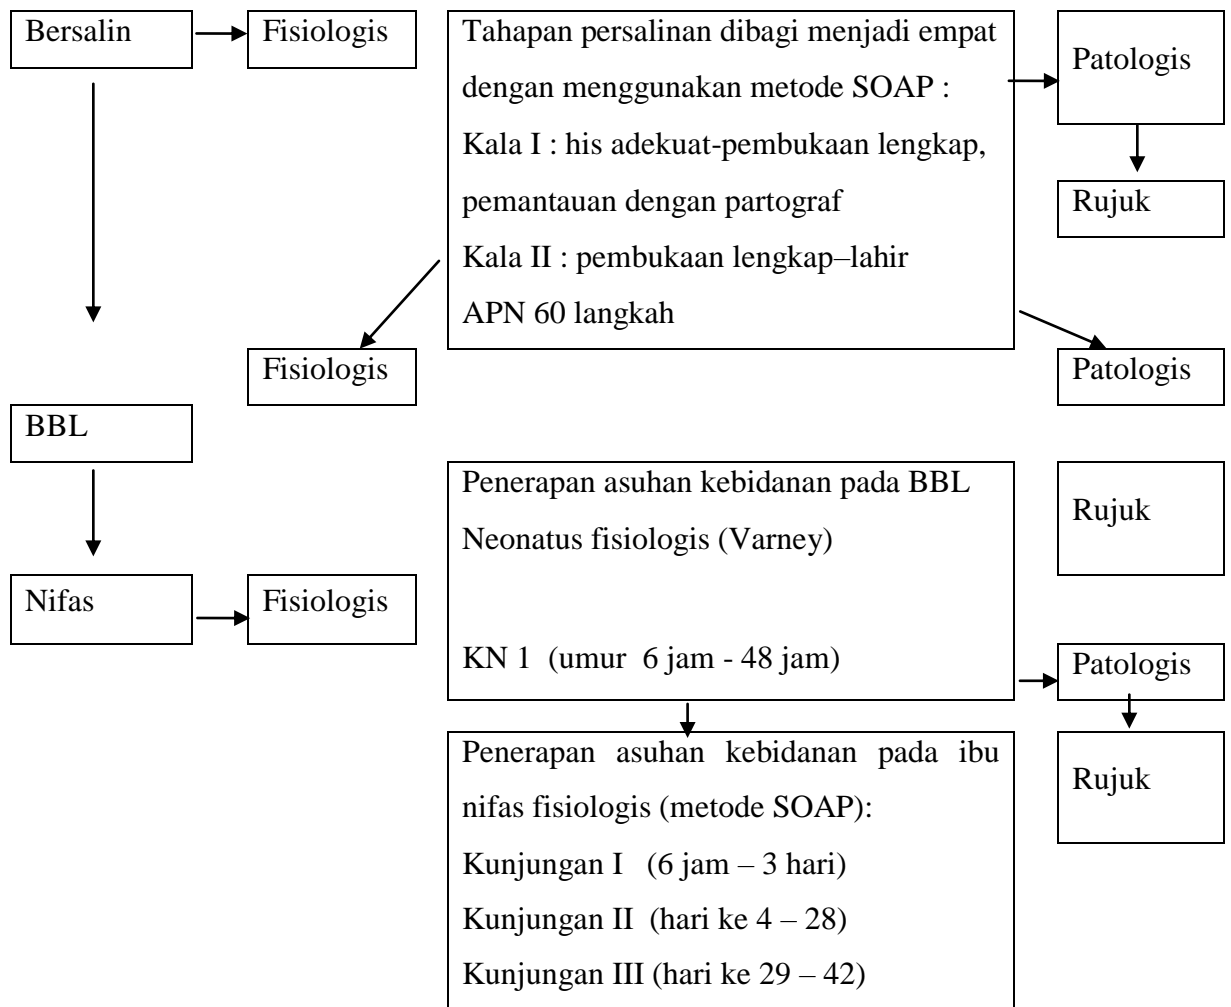 Bersalin
Fisiologis
Tahapan persalinan dibagi menjadi empat
dengan menggunakan metode SOAP :
Kala I : his adekuat-pembukaan lengkap,
pemantauan dengan partograf
Kala II : pembukaan lengkap–lahir
APN 60 langkah
Patologis
Rujuk
Fisiologis
Patologis
BBL
Penerapan asuhan kebidanan pada BBL
Neonatus fisiologis (Varney)
KN 1 (umur 6 jam - 48 jam)
Rujuk
Nifas
Fisiologis
Patologis
Penerapan asuhan kebidanan pada ibu
nifas fisiologis (metode SOAP):
Kunjungan I (6 jam – 3 hari)
Kunjungan II (hari ke 4 – 28)
Kunjungan III (hari ke 29 – 42)
Rujuk